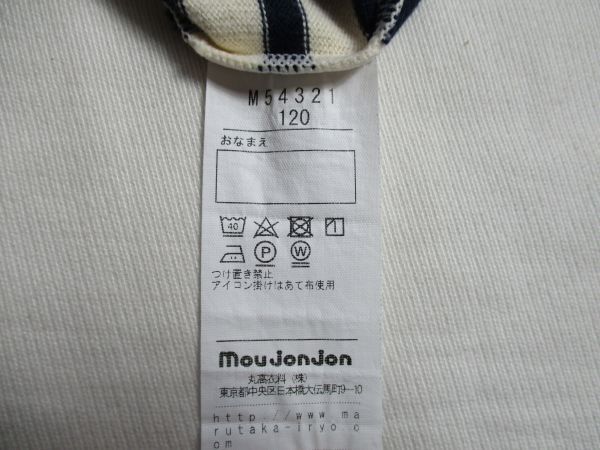 M54321
120
おなまえ
40
P
W
つけ置き禁止
アイコン掛けはあて布使用
moujonjon
丸高衣料(株)
東京都中央区日本橋大伝馬町9-10
http://www.ma
rutaka-iryo.c
om